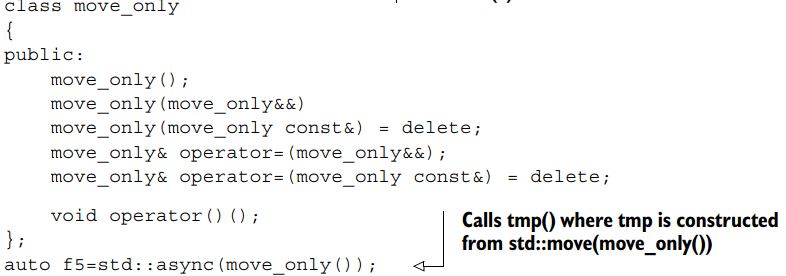 class move_only
{
public:
    move_only();
    move_only(move_only&&)
    move_only(move_only const&) = delete;
    move_only& operator=(move_only&&);
    move_only& operator=(move_only const&) = delete;
    void operator()();
};
auto f5=std::async(move_only());
Calls tmp() where tmp is constructed
from std::move(move_only())